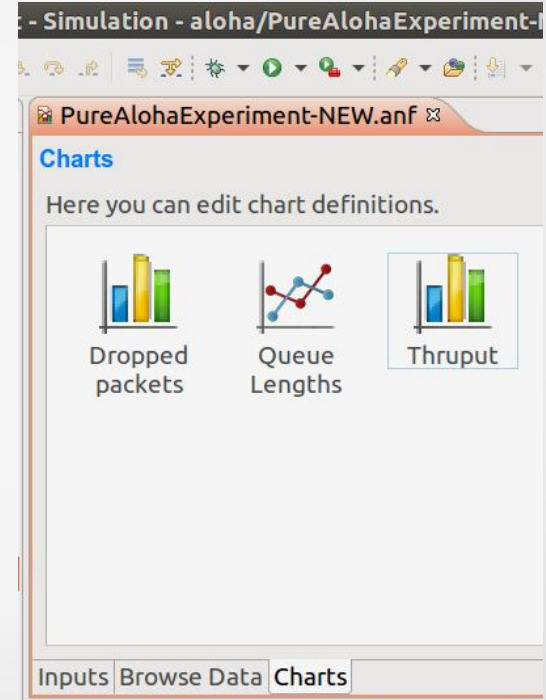 - Simulation - aloha/PureAlohaExperiment-
PureAlohaExperiment-NEW.anf
Charts
Here you can edit chart definitions.
Dropped
packets
Queue
Lengths
Thruput
Inputs
Browse Data
Charts